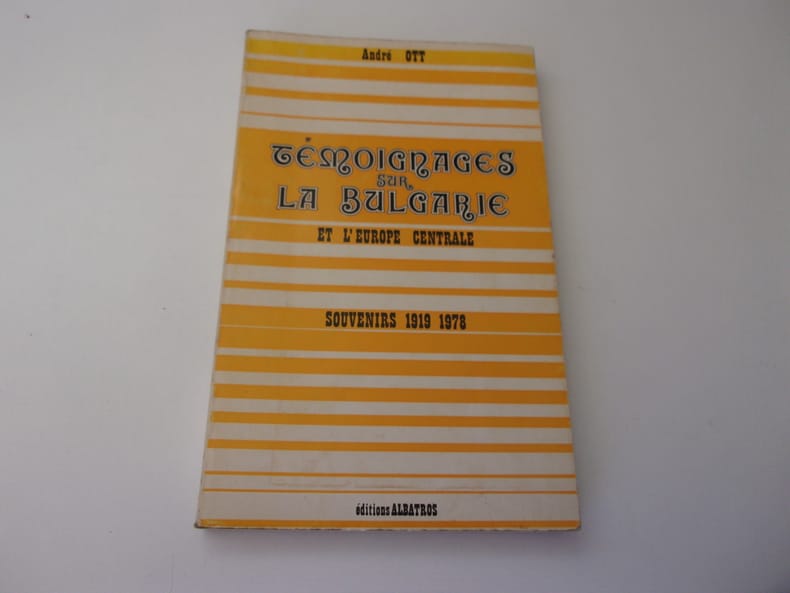 André OTT
TÉMOIGNAGES
SUR
LA BULGARIE
ET L'EUROPE CENTRALE
SOUVENIRS 1919 1978
éditions ALBATROS